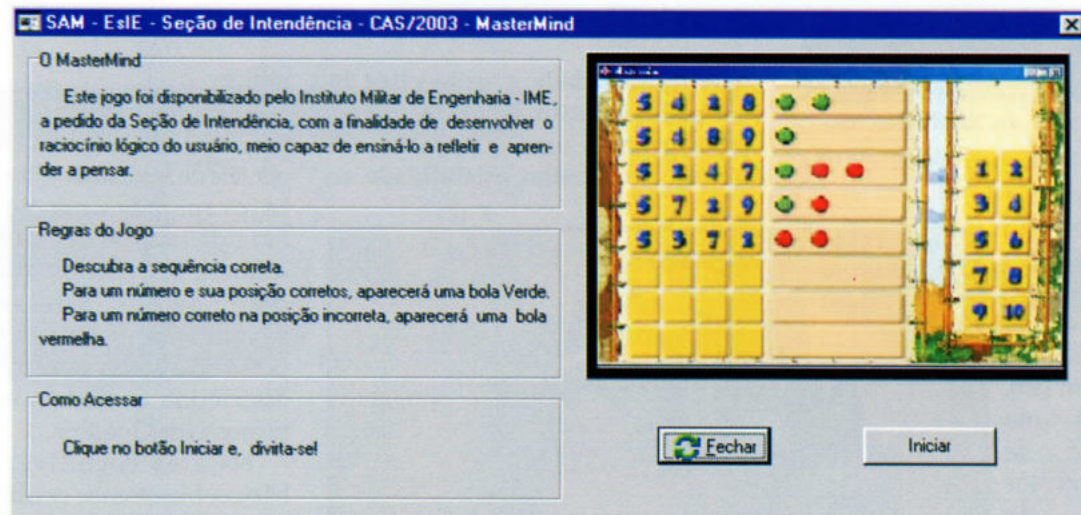 SAM - EsIE - Seção de Intendência - CAS/2003 - MasterMind
O MasterMind
Este jogo foi disponibilizado pelo Instituto Militar de Engenharia - IME,
a pedido da Seção de Intendência, com a finalidade de desenvolver o
raciocínio lógico do usuário, meio capaz de ensiná-lo a refletir e apren-
der a pensar.
Regras do Jogo
Descubra a sequência correta.
Para um número e sua posição corretos, aparecerá uma bola Verde.
Para um número correto na posição incorreta, aparecerá uma bola
vermelha.
Como Acessar
Clique no botão Iniciar e, divirta-se!
5 4 2 8
5 4 8 9
5 2 4 7
5 7 2 9
5 3 7 2
1 2
3 4
5 6
7 8
9 10
Fechar
Iniciar